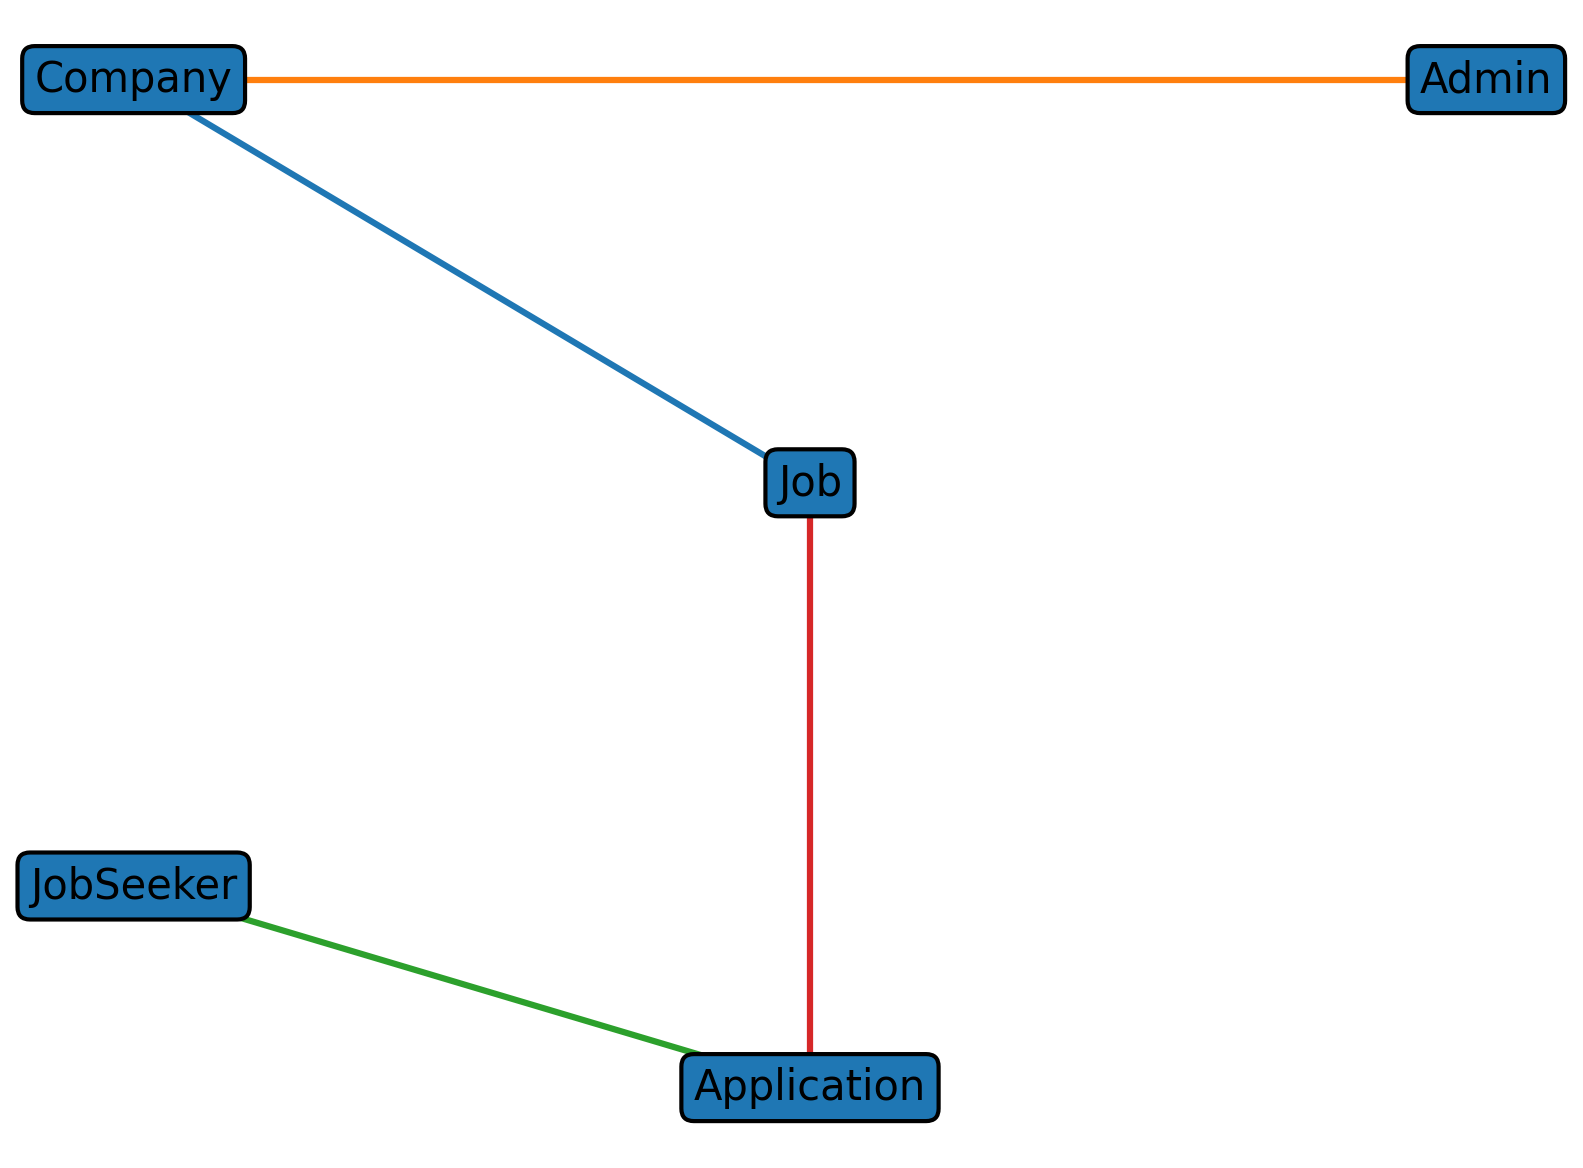 Company
Admin
Job
JobSeeker
Application